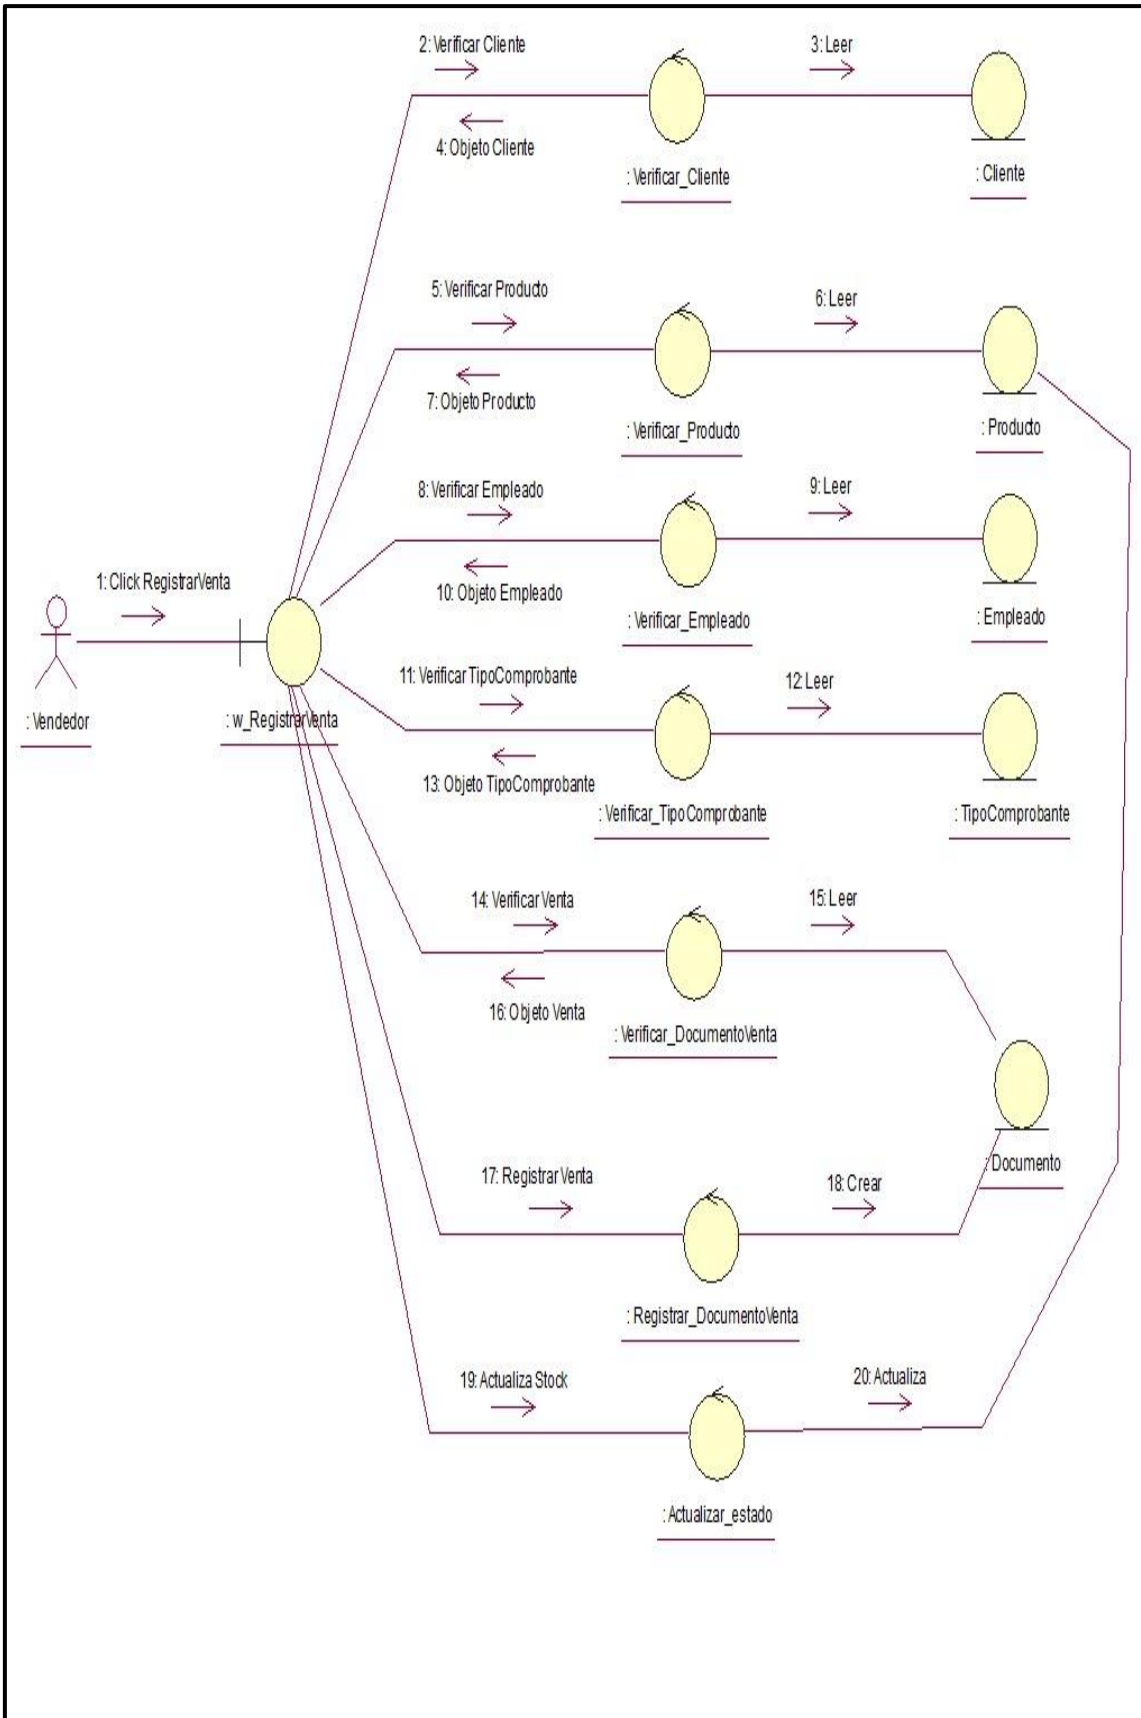 2: Verificar Cliente
3: Leer
4: Objeto Cliente
: Verificar_Cliente
: Cliente
5: Verificar Producto
6: Leer
7: Objeto Producto
: Verificar_Producto
: Producto
8: Verificar Empleado
9: Leer
10: Objeto Empleado
: Verificar_Empleado
: Empleado
1: Click RegistrarVenta
: Vendedor
: w_RegistrarVenta
11: Verificar TipoComprobante
12: Leer
13: Objeto TipoComprobante
: Verificar_TipoComprobante
: TipoComprobante
14: Verificar Venta
15: Leer
16: Objeto Venta
: Verificar_DocumentoVenta
: Documento
17: Registrar Venta
18: Crear
: Registrar_DocumentoVenta
19: Actualiza Stock
20: Actualiza
: Actualizar_estado